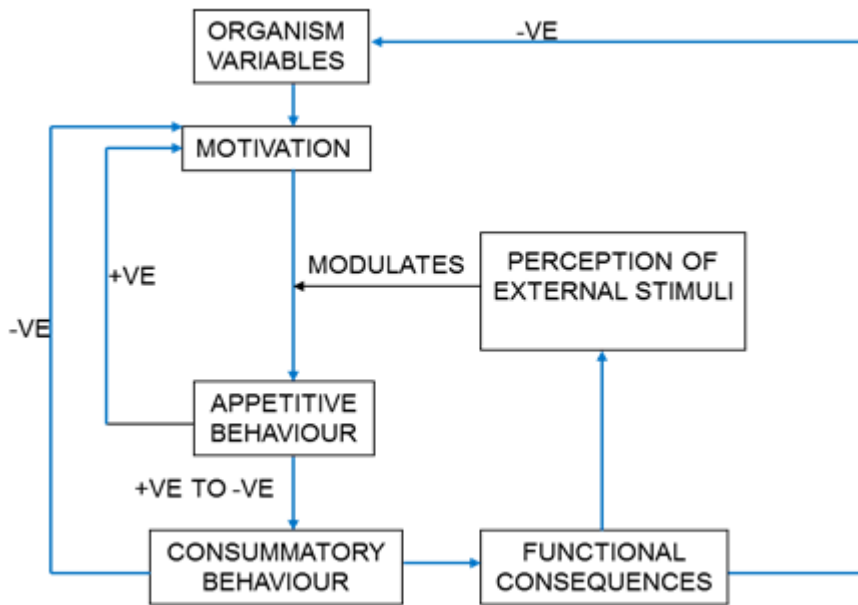 ORGANISM
VARIABLES
-VE
MOTIVATION
MODULATES
PERCEPTION OF
EXTERNAL STIMULI
+VE
-VE
APPETITIVE
BEHAVIOUR
+VE TO -VE
CONSUMMATORY
BEHAVIOUR
FUNCTIONAL
CONSEQUENCES